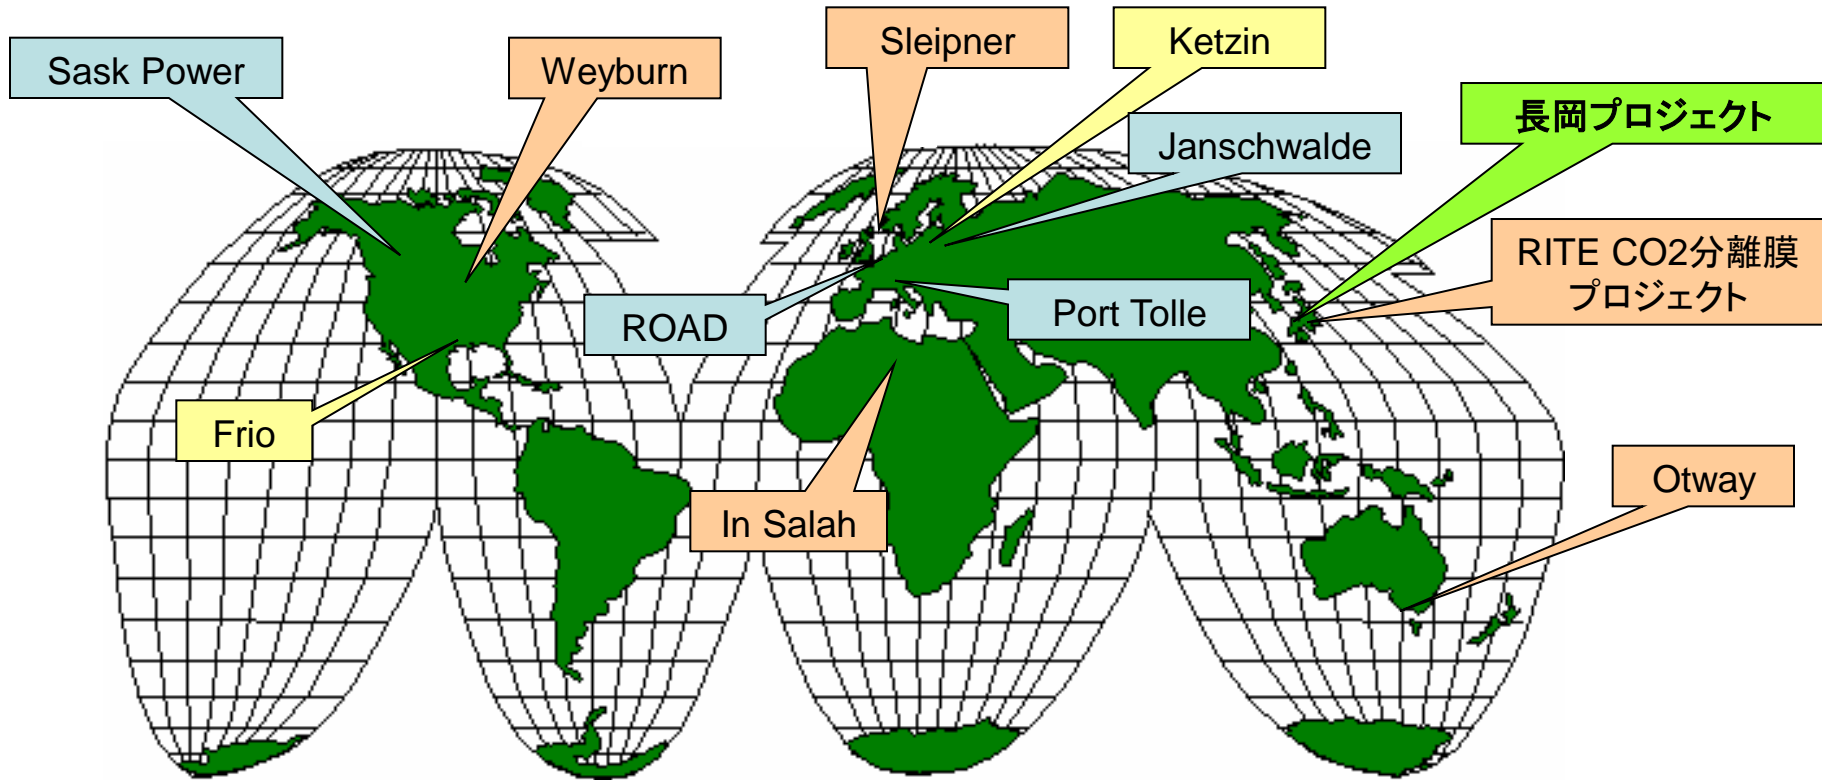 Sleipner
Ketzin
Sask Power
Weyburn
長岡プロジェクト
Janschwalde
RITE CO2分離膜
プロジェクト
ROAD
Port Tolle
Frio
Otway
In Salah